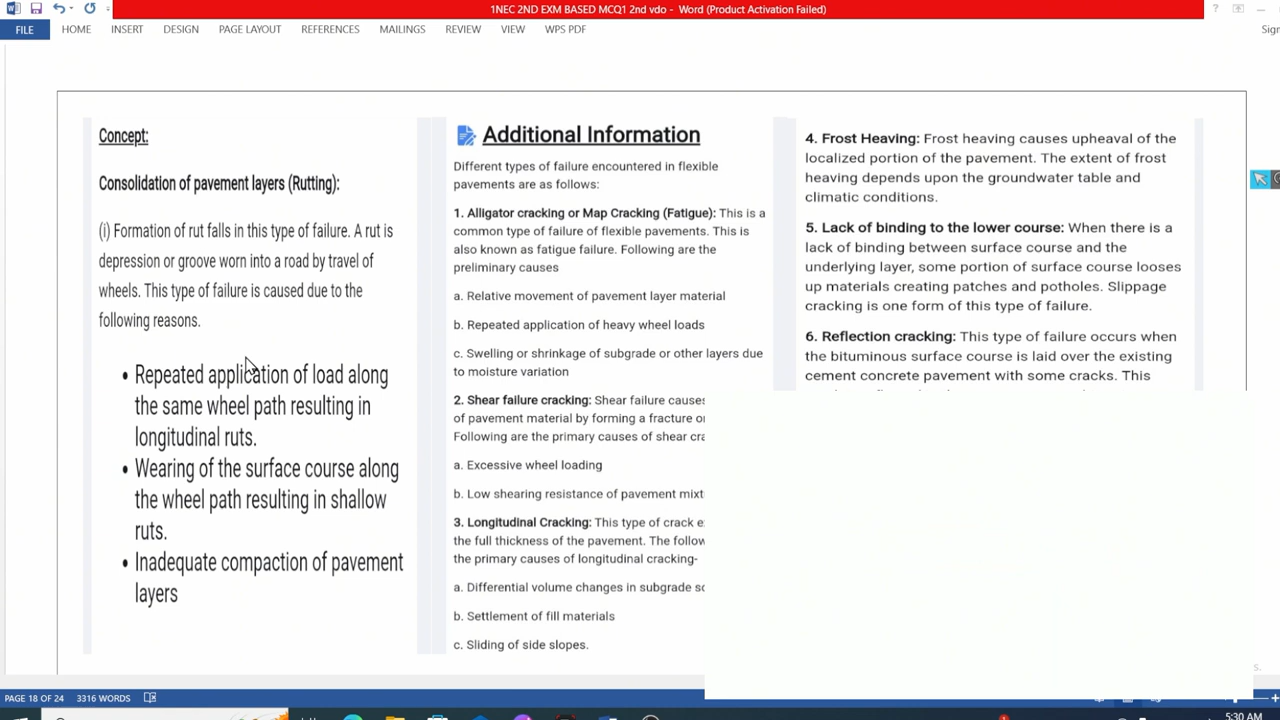 1NEC 2ND EXM BASED MCQ1 2nd vdo - Word (Product Activation Failed)
FILE HOME INSERT DESIGN PAGE LAYOUT REFERENCES MAILINGS REVIEW VIEW WPS PDF
Concept:
Consolidation of pavement layers (Rutting):
(i) Formation of rut falls in this type of failure. A rut is
depression or groove worn into a road by travel of
wheels. This type of failure is caused due to the
following reasons.
• Repeated application of load along
the same wheel path resulting in
longitudinal ruts.
• Wearing of the surface course along
the wheel path resulting in shallow
ruts.
• Inadequate compaction of pavement
layers
Additional Information
Different types of failure encountered in flexible
pavements are as follows:
1. Alligator cracking or Map Cracking (Fatigue): This is a
common type of failure of flexible pavements. This is
also known as fatigue failure. Following are the
preliminary causes
a. Relative movement of pavement layer material
b. Repeated application of heavy wheel loads
c. Swelling or shrinkage of subgrade or other layers due
to moisture variation
2. Shear failure cracking: Shear failure causes
of pavement material by forming a fracture
Following are the primary causes of shear
a. Excessive wheel loading
b. Low shearing resistance of pavement
3. Longitudinal Cracking: This type of crack
the full thickness of the pavement. The
the primary causes of longitudinal cracking-
a. Differential volume changes in subgrade
b. Settlement of fill materials
c. Sliding of side slopes.
4. Frost Heaving: Frost heaving causes upheaval of the
localized portion of the pavement. The extent of frost
heaving depends upon the groundwater table and
climatic conditions.
5. Lack of binding to the lower course: When there is a
lack of binding between surface course and the
underlying layer, some portion of surface course looses
up materials creating patches and potholes. Slippage
cracking is one form of this type of failure.
6. Reflection cracking: This type of failure occurs when
the bituminous surface course is laid over the existing
cement concrete pavement with some cracks. This
PAGE 18 OF 24 3316 WORDS
5:30 AM